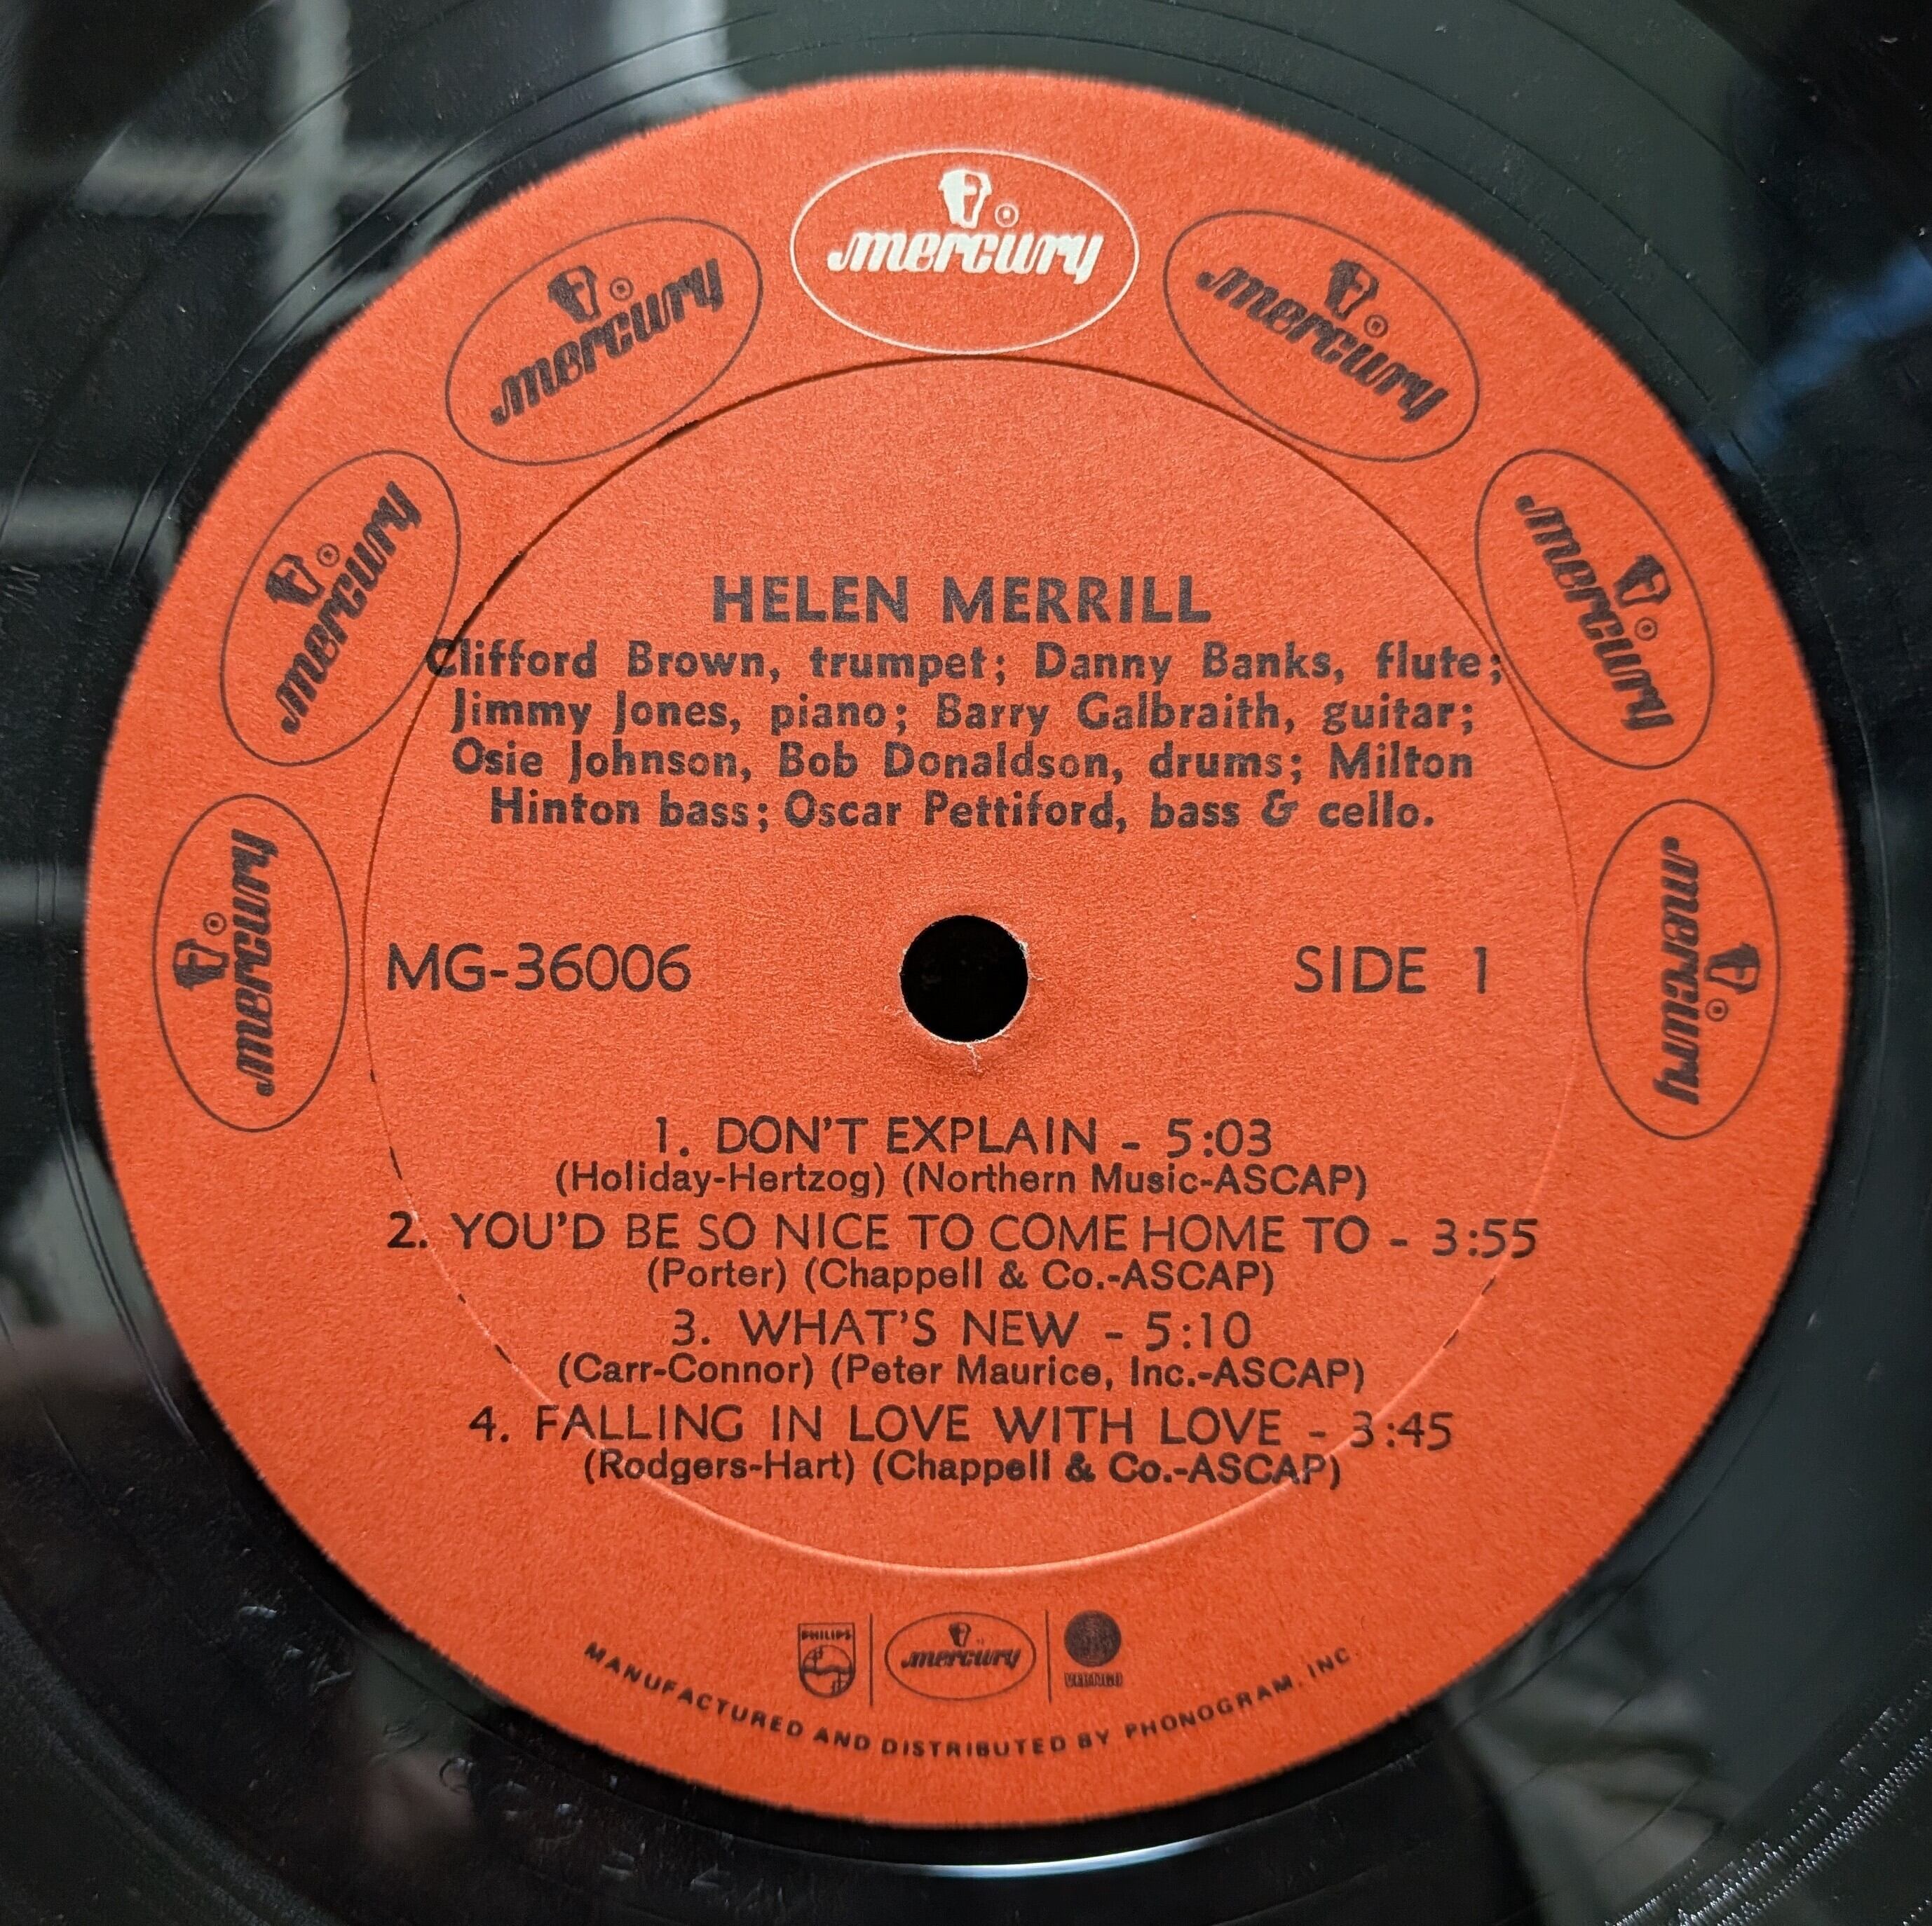 mercury ®
mercury ®
mercury ®
mercury ®
mercury ®
mercury ®
mercury ®
HELEN MERRILL
Clifford Brown, trumpet; Danny Banks, flute;
Jimmy Jones, piano; Barry Galbraith, guitar;
Osie Johnson, Bob Donaldson, drums; Milton
Hinton bass; Oscar Pettiford, bass & cello.
MG-36006
SIDE 1
1. DON'T EXPLAIN - 5:03
(Holiday-Hertzog) (Northern Music-ASCAP)
2. YOU'D BE SO NICE TO COME HOME TO - 3:55
(Porter) (Chappell & Co.-ASCAP)
3. WHAT'S NEW - 5:10
(Carr-Connor) (Peter Maurice, Inc.-ASCAP)
4. FALLING IN LOVE WITH LOVE - 3:45
(Rodgers-Hart) (Chappell & Co.-ASCAP)
PHILIPS
mercury
VERTIGO
MANUFACTURED AND DISTRIBUTED BY PHONOGRAM, INC.